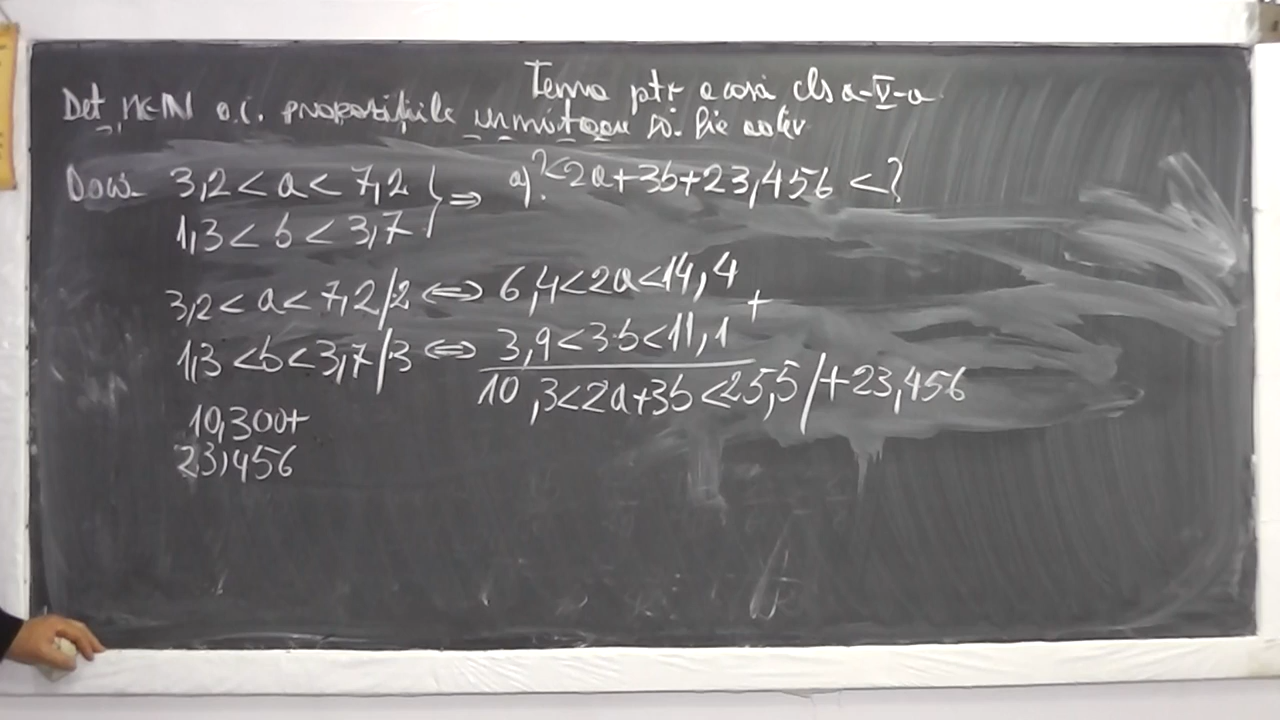 Tema ptr acasă cls a-V-a
Det n∈N a.î. propozițiile următoare să fie adev.
Dacă 3,2 < a < 7,2 } ⇒ a) ? < 2a+3b+23,456 < ?
1,3 < b < 3,7
3,2 < a < 7,2 /·2 ⇔ 6,4 < 2a < 14,4 +
1,3 < b < 3,7 /·3 ⇔ 3,9 < 3·b < 11,1
10,3 < 2a+3b < 25,5 /+23,456
10,300+
23,456